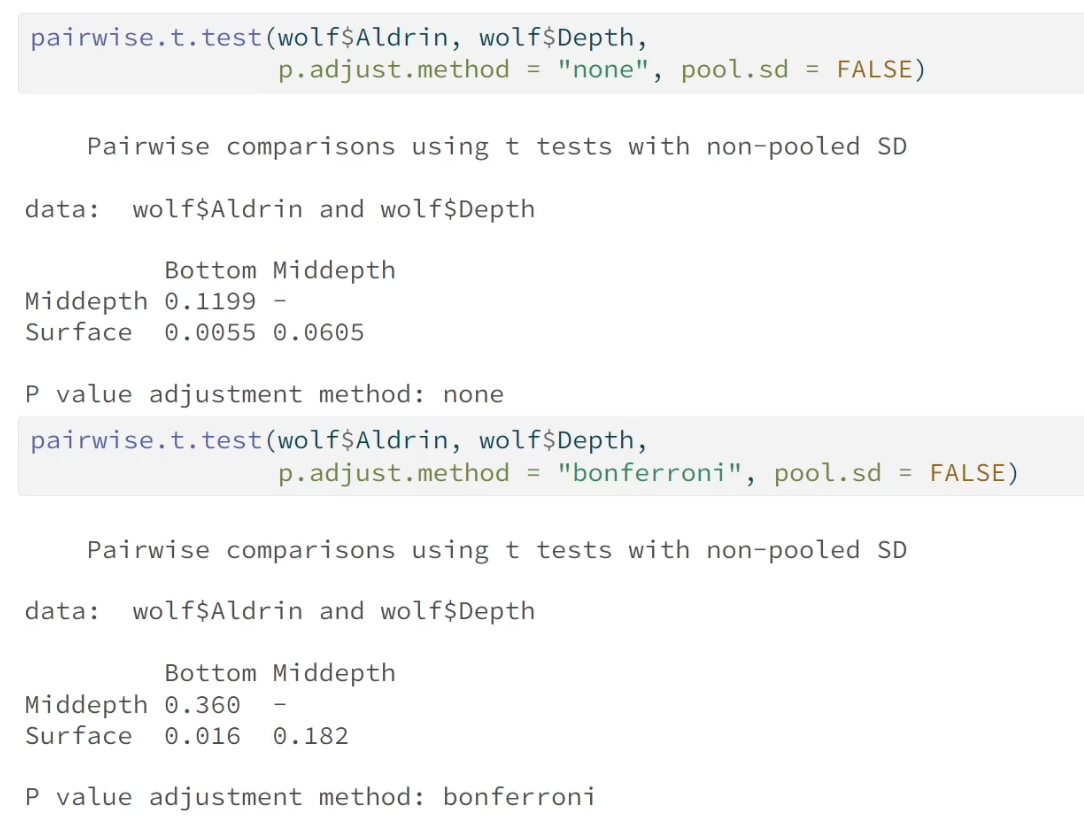 pairwise.t.test(wolf$Aldrin, wolf$Depth,
                p.adjust.method = "none", pool.sd = FALSE)
    Pairwise comparisons using t tests with non-pooled SD
data:  wolf$Aldrin and wolf$Depth
         Bottom Middepth
Middepth 0.1199 -
Surface  0.0055 0.0605
P value adjustment method: none
pairwise.t.test(wolf$Aldrin, wolf$Depth,
                p.adjust.method = "bonferroni", pool.sd = FALSE)
    Pairwise comparisons using t tests with non-pooled SD
data:  wolf$Aldrin and wolf$Depth
         Bottom Middepth
Middepth 0.360  -
Surface  0.016  0.182
P value adjustment method: bonferroni